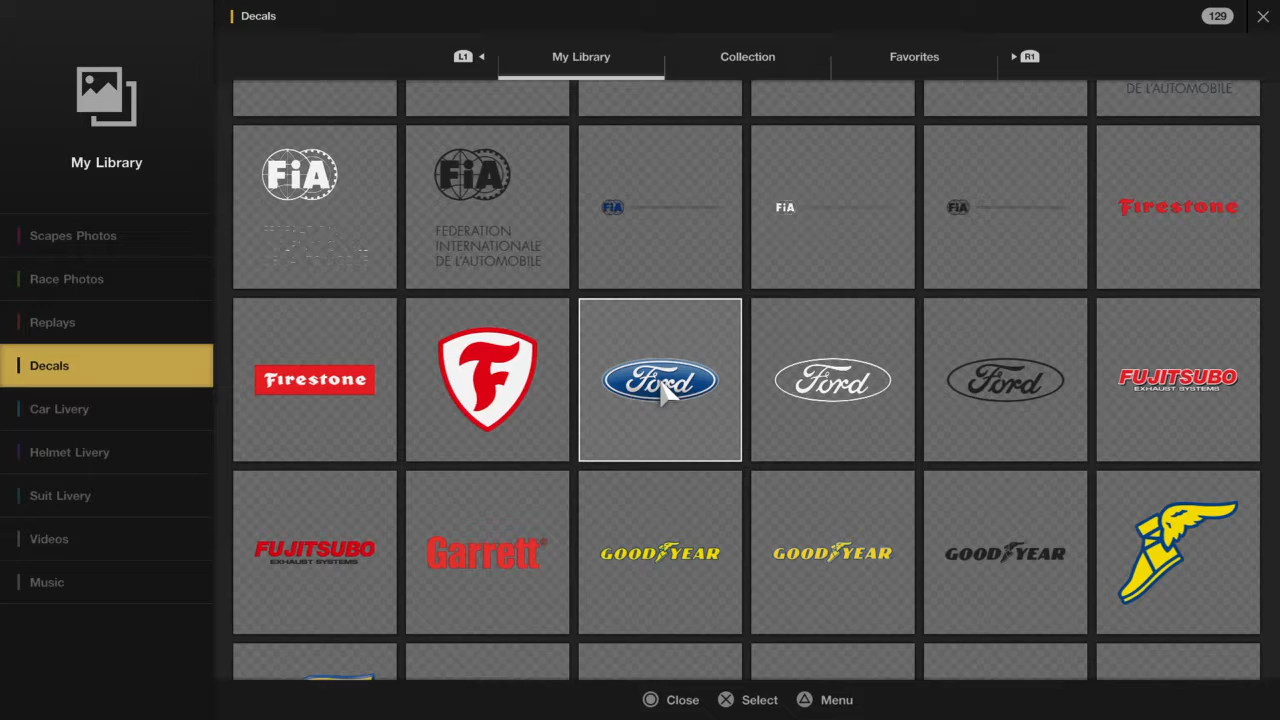 Decals
129
L1
My Library
Collection
Favorites
R1
My Library
Scapes Photos
Race Photos
Replays
Decals
Car Livery
Helmet Livery
Suit Livery
Videos
Music
DE L'AUTOMOBILE
FiA
FiA
FEDERATION
INTERNATIONALE
DE L'AUTOMOBILE
FiA
FiA
FiA
Firestone
Firestone
F
Ford
Ford
Ford
FUJITSUBO
EXHAUST SYSTEMS
FUJITSUBO
EXHAUST SYSTEMS
Garrett®
GOODYEAR
GOODYEAR
GOODYEAR
Close
Select
Menu